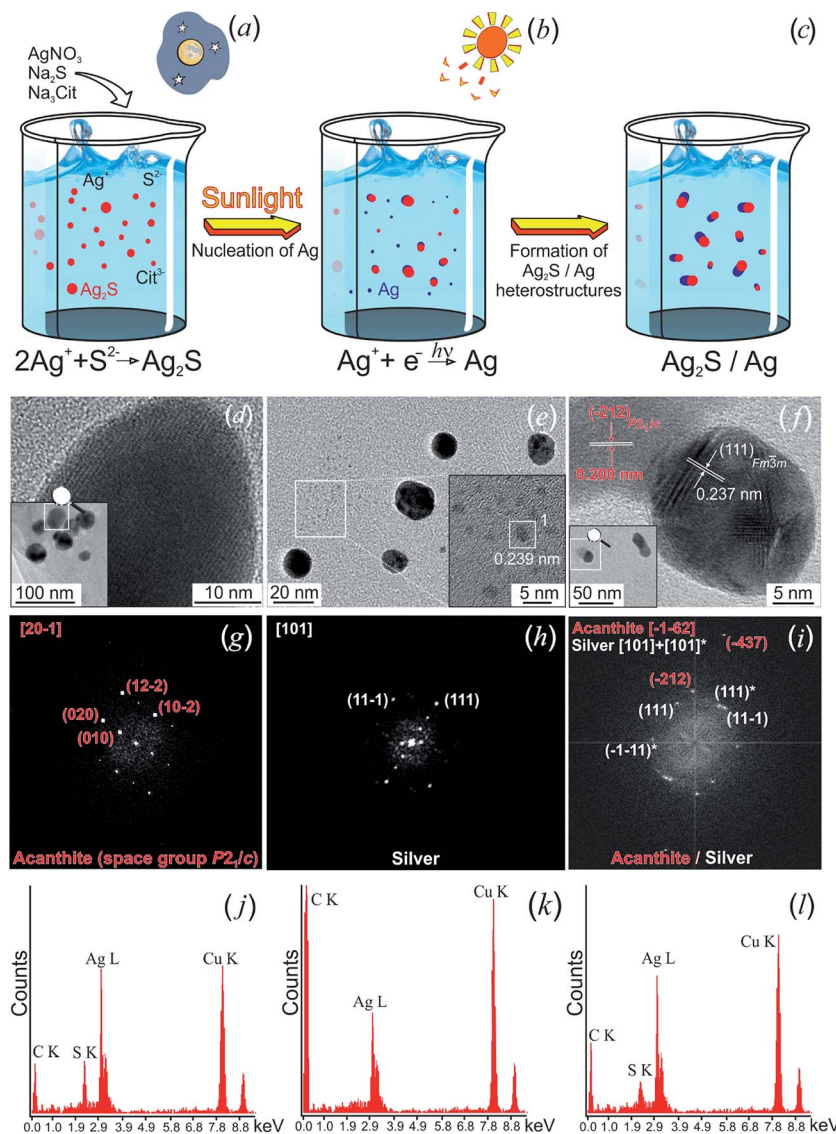 (a)
(b)
(c)
AgNO₃
Na₂S
Na₃Cit
Ag⁺ S²⁻
Cit³⁻
Ag₂S
Sunlight
Nucleation of Ag
Ag
Formation of
Ag₂S / Ag
heterostructures
2Ag⁺+S²⁻→Ag₂S
Ag⁺+ e⁻ hν→ Ag
Ag₂S / Ag
(d)
100 nm
10 nm
(e)
1
0.239 nm
20 nm
5 nm
(f)
(-212)
P2₁/c
0.200 nm
(111)
Fm3̅m
0.237 nm
50 nm
5 nm
[20-1]
(g)
(12-2)
(020)
(10-2)
(010)
Acanthite (space group P2₁/c)
[101]
(h)
(11-1)
(111)
Silver
Acanthite [-1-62]
Silver [101]+[101]*
(i)
(-437)
(-212)
(111)*
(111)
(11-1)
(-1-11)*
Acanthite / Silver
(j)
Counts
C K
S K
Ag L
Cu K
0.0 1.0 1.9 2.9 3.9 4.9 5.9 6.9 7.8 8.8 keV
(k)
Counts
C K
Ag L
Cu K
0.0 1.0 1.9 2.9 3.9 4.9 5.9 6.9 7.8 8.8 keV
(l)
Counts
C K
S K
Ag L
Cu K
0.0 1.0 1.9 2.9 3.9 4.9 5.9 6.9 7.8 8.8 keV